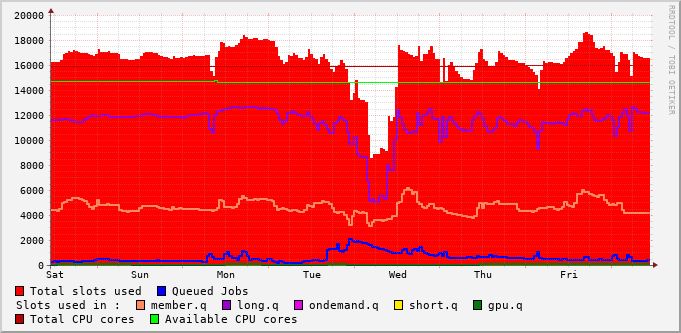 20000
18000
16000
14000
12000
10000
8000
6000
4000
2000
0
Sat Sun Mon Tue Wed Thu Fri
RRDTOOL / TOBI OETIKER
Total slots used Queued Jobs
Slots used in : member.q long.q ondemand.q short.q gpu.q
Total CPU cores Available CPU cores